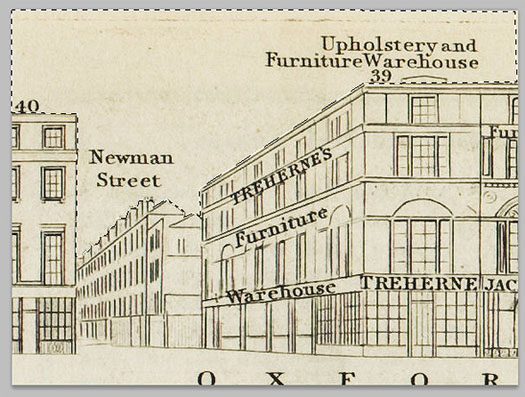 Upholstery and
Furniture Warehouse
39
40
Newman
Street
TREHERNE'S
Furniture
Warehouse
Fur
TREHERNE
JAC
O X F O R